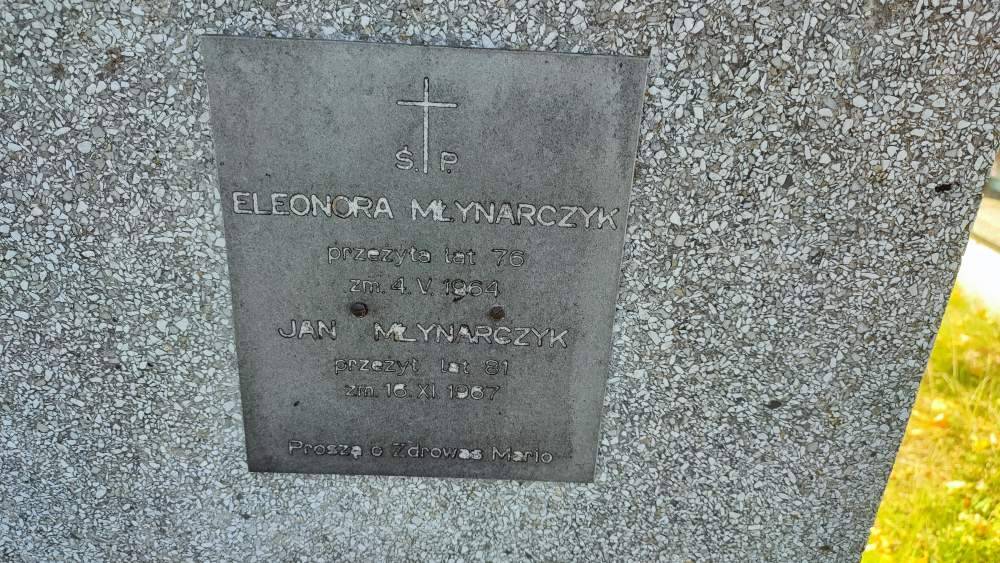 Ś. P.
ELEONORA MŁYNARCZYK
przeżyła lat 76
zm. 4. V. 1964
JAN MŁYNARCZYK
przeżył lat 81
zm. 16. XI. 1967
Proszę o Zdrowaś Mario